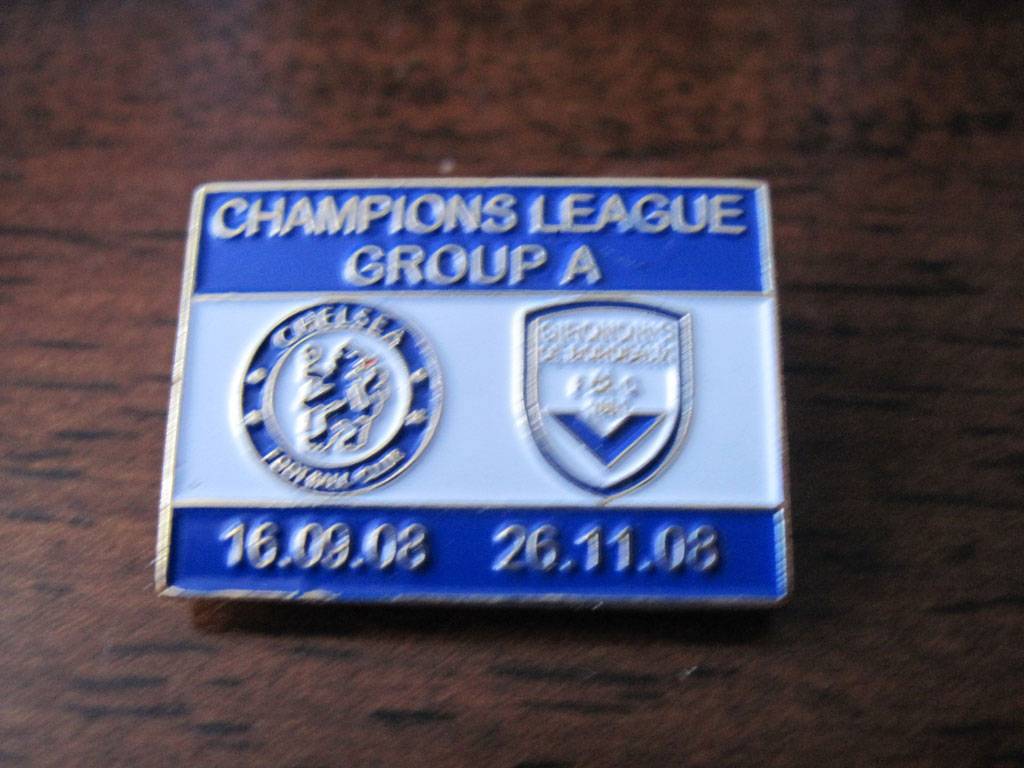 CHAMPIONS LEAGUE
GROUP A
CHELSEA
FOOTBALL CLUB
GIRONDINS
DE BORDEAUX
16.09.08 26.11.08